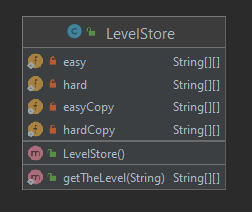 LevelStore
easy String[][]
hard String[][]
easyCopy String[][]
hardCopy String[][]
LevelStore()
getTheLevel(String) String[][]